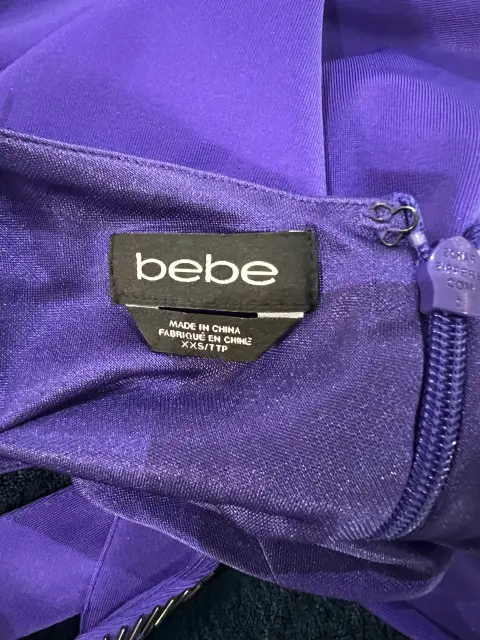 bebe
MADE IN CHINA
FABRIQUÉ EN CHINE
XXS/TTP